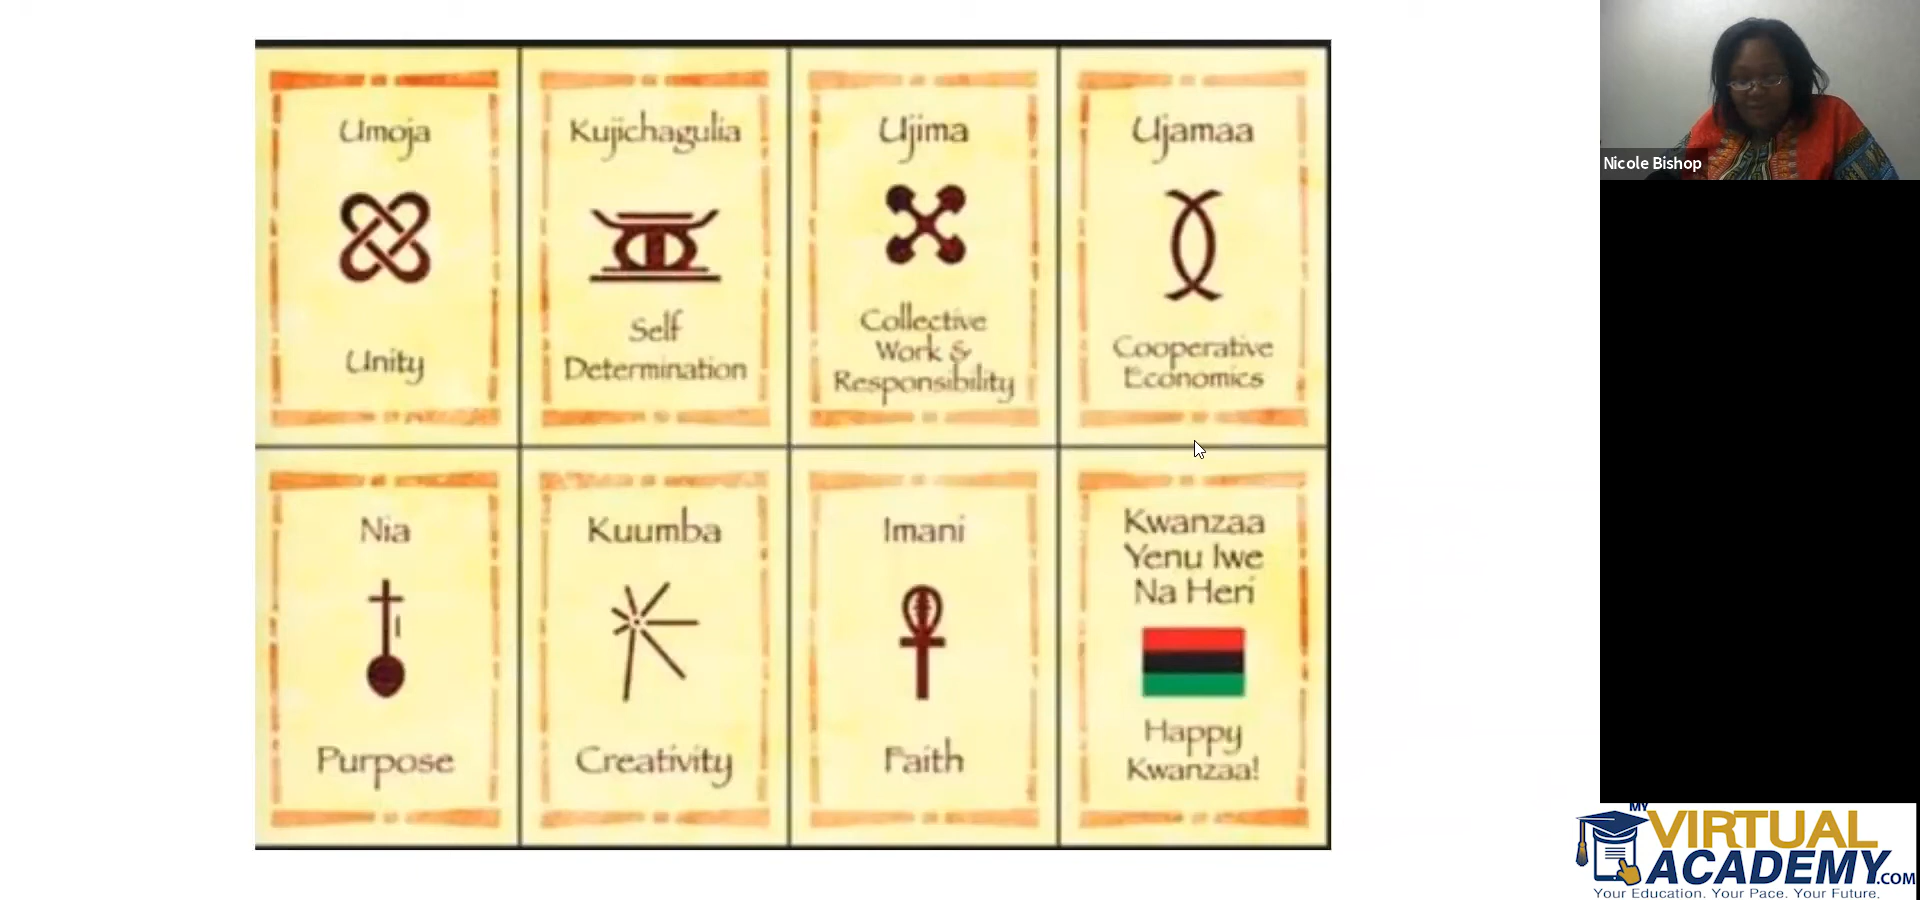 Umoja
Unity
Kujichagulia
Self
Determination
Ujima
Collective
Work &
Responsibility
Ujamaa
Cooperative
Economics
Nia
Purpose
Kuumba
Creativity
Imani
Faith
Kwanzaa
Yenu Iwe
Na Heri
Happy
Kwanzaa!
Nicole Bishop
MY
VIRTUAL
ACADEMY.COM
Your Education. Your Pace. Your Future.